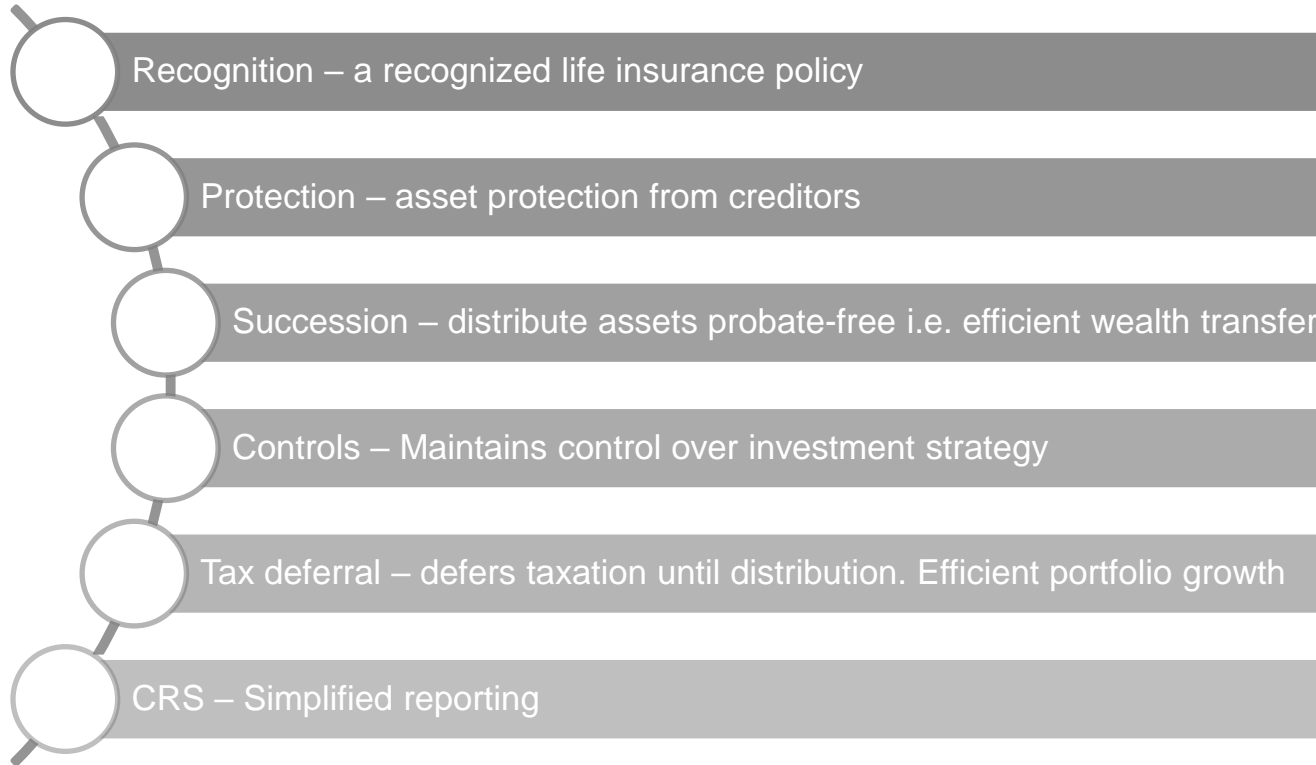 Recognition – a recognized life insurance policy
Protection – asset protection from creditors
Succession – distribute assets probate-free i.e. efficient wealth transfer
Controls – Maintains control over investment strategy
Tax deferral – defers taxation until distribution. Efficient portfolio growth
CRS – Simplified reporting